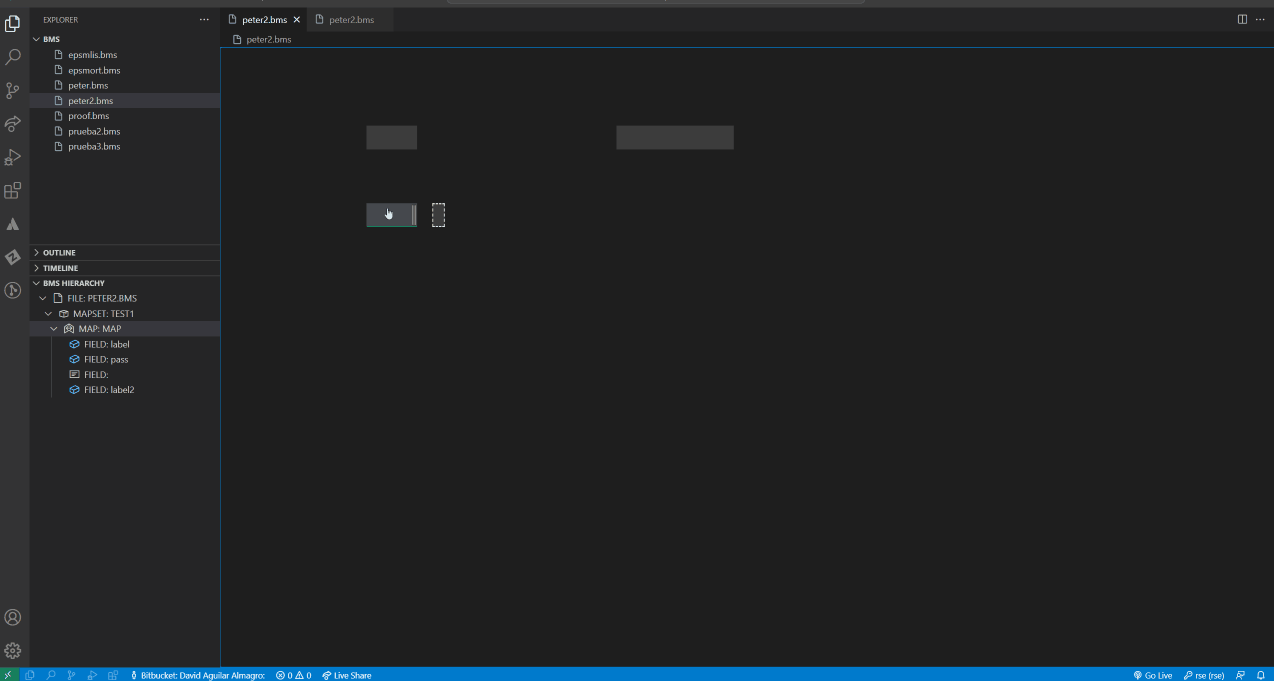 EXPLORER
BMS
epsmlis.bms
epsmort.bms
peter.bms
peter2.bms
proof.bms
prueba2.bms
prueba3.bms
OUTLINE
TIMELINE
BMS HIERARCHY
FILE: PETER2.BMS
MAPSET: TEST1
MAP: MAP
FIELD: label
FIELD: pass
FIELD:
FIELD: label2
peter2.bms peter2.bms
peter2.bms
Bitbucket: David Aguilar Almagro: 0 0 Live Share Go Live rse (rse)